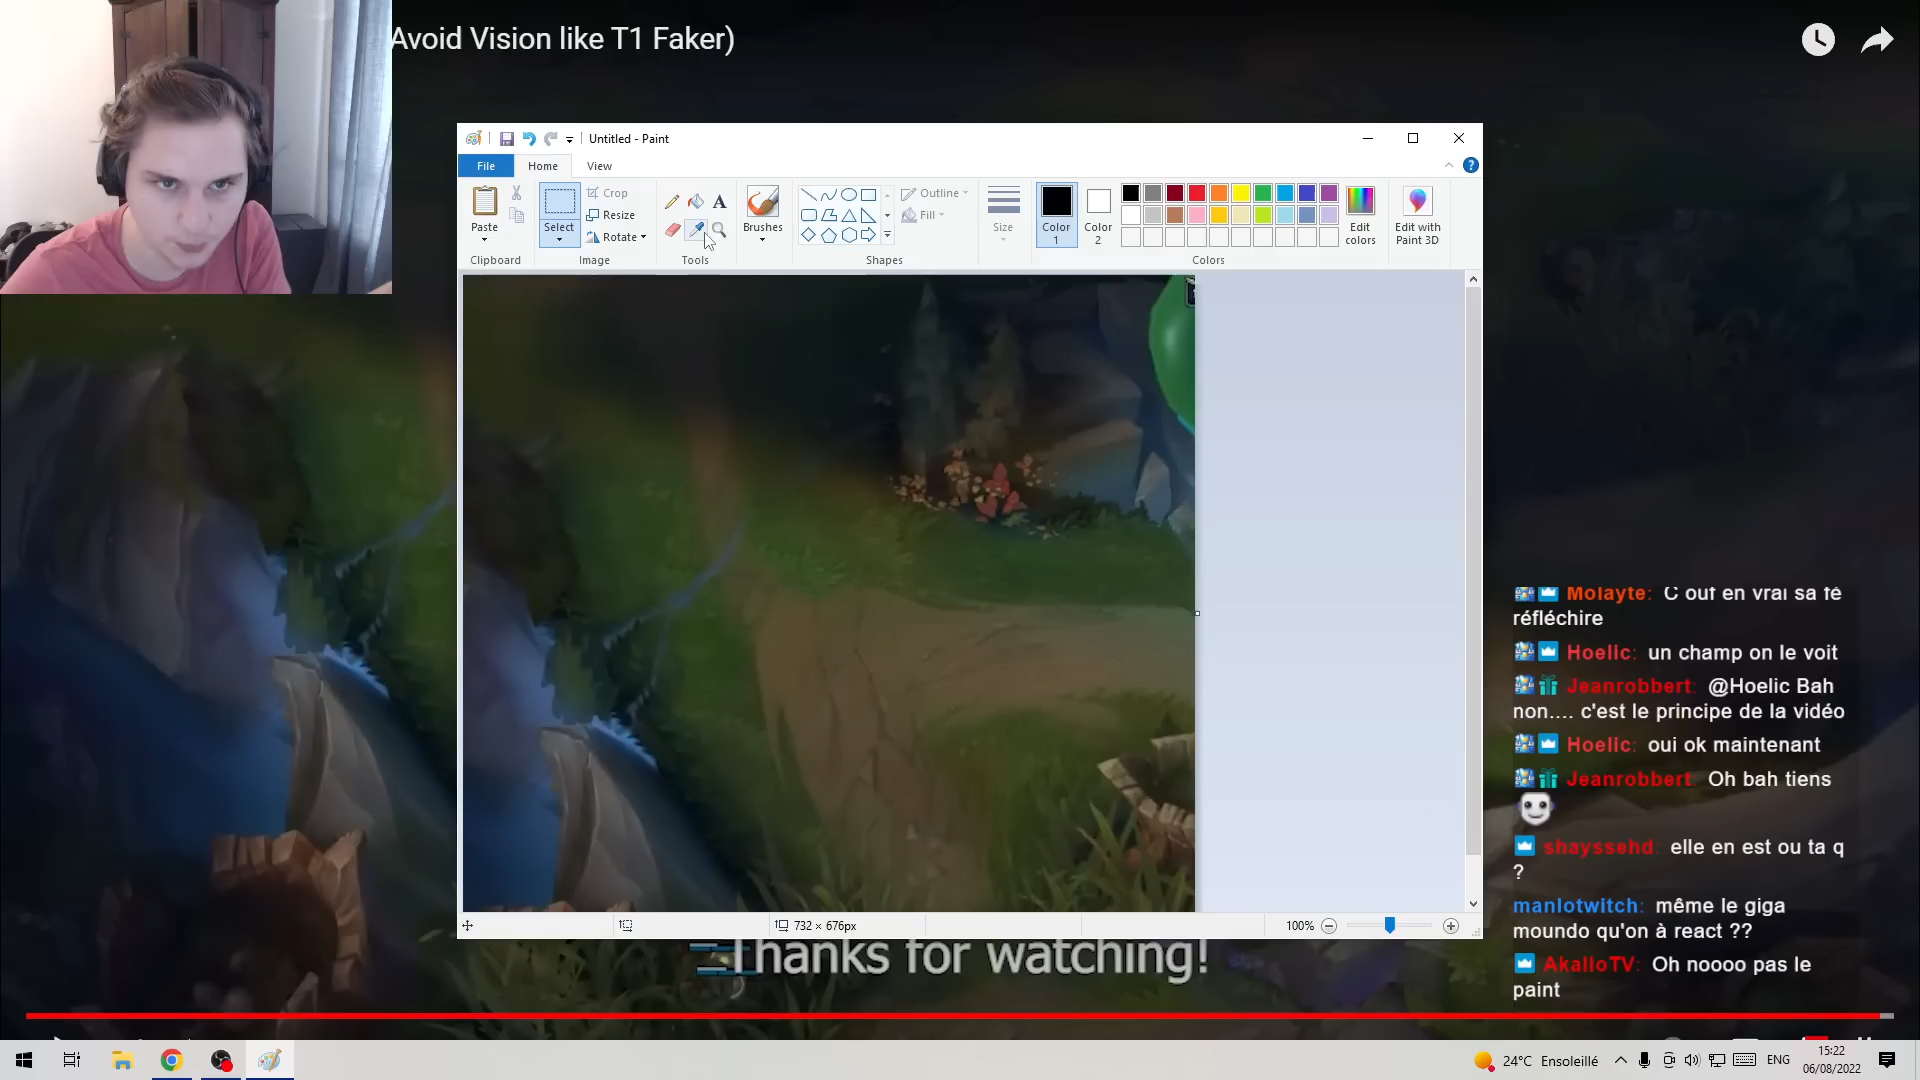 Avoid Vision like T1 Faker)
Untitled - Paint
File Home View
Paste
Select
Crop
Resize
Rotate
A
Brushes
Outline
Fill
Size
Color 1
Color 2
Edit colors
Edit with Paint 3D
Clipboard Image Tools Shapes Colors
732 × 676px
100%
Thanks for watching!
Molayte: C ouf en vrai sa fé
réfléchire
Hoelic: un champ on le voit
Jeanrobbert: @Hoelic Bah
non.... c'est le principe de la vidéo
Hoelic: oui ok maintenant
Jeanrobbert: Oh bah tiens
shayssehd: elle en est ou ta q
?
manlotwitch: même le giga
moundo qu'on à react ??
AkalloTV: Oh noooo pas le
paint
24°C Ensoleillé
ENG
15:22
06/08/2022